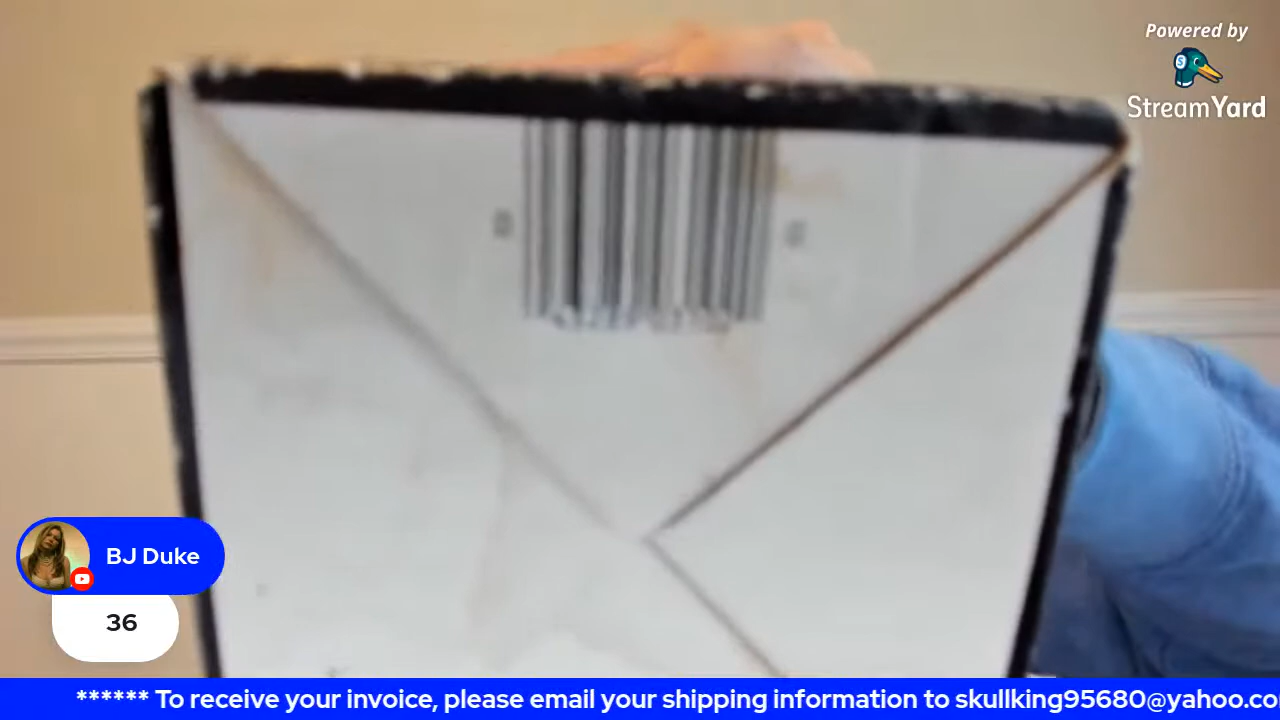 Powered by
StreamYard
BJ Duke
36
****** To receive your invoice, please email your shipping information to skullking95680@yahoo.co